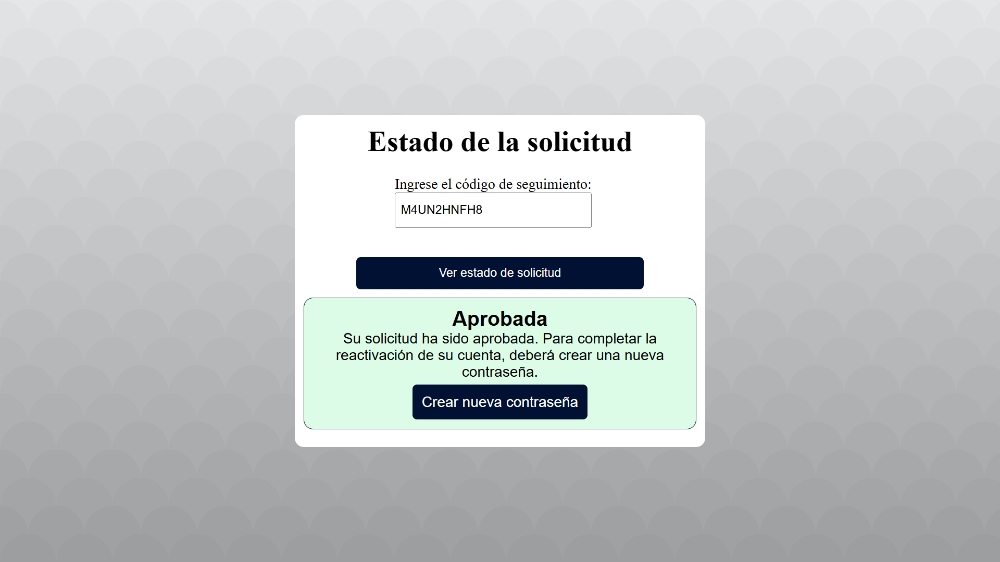 Estado de la solicitud
Ingrese el código de seguimiento:
M4UN2HNFH8
Ver estado de solicitud
Aprobada
Su solicitud ha sido aprobada. Para completar la
reactivación de su cuenta, deberá crear una nueva
contraseña.
Crear nueva contraseña